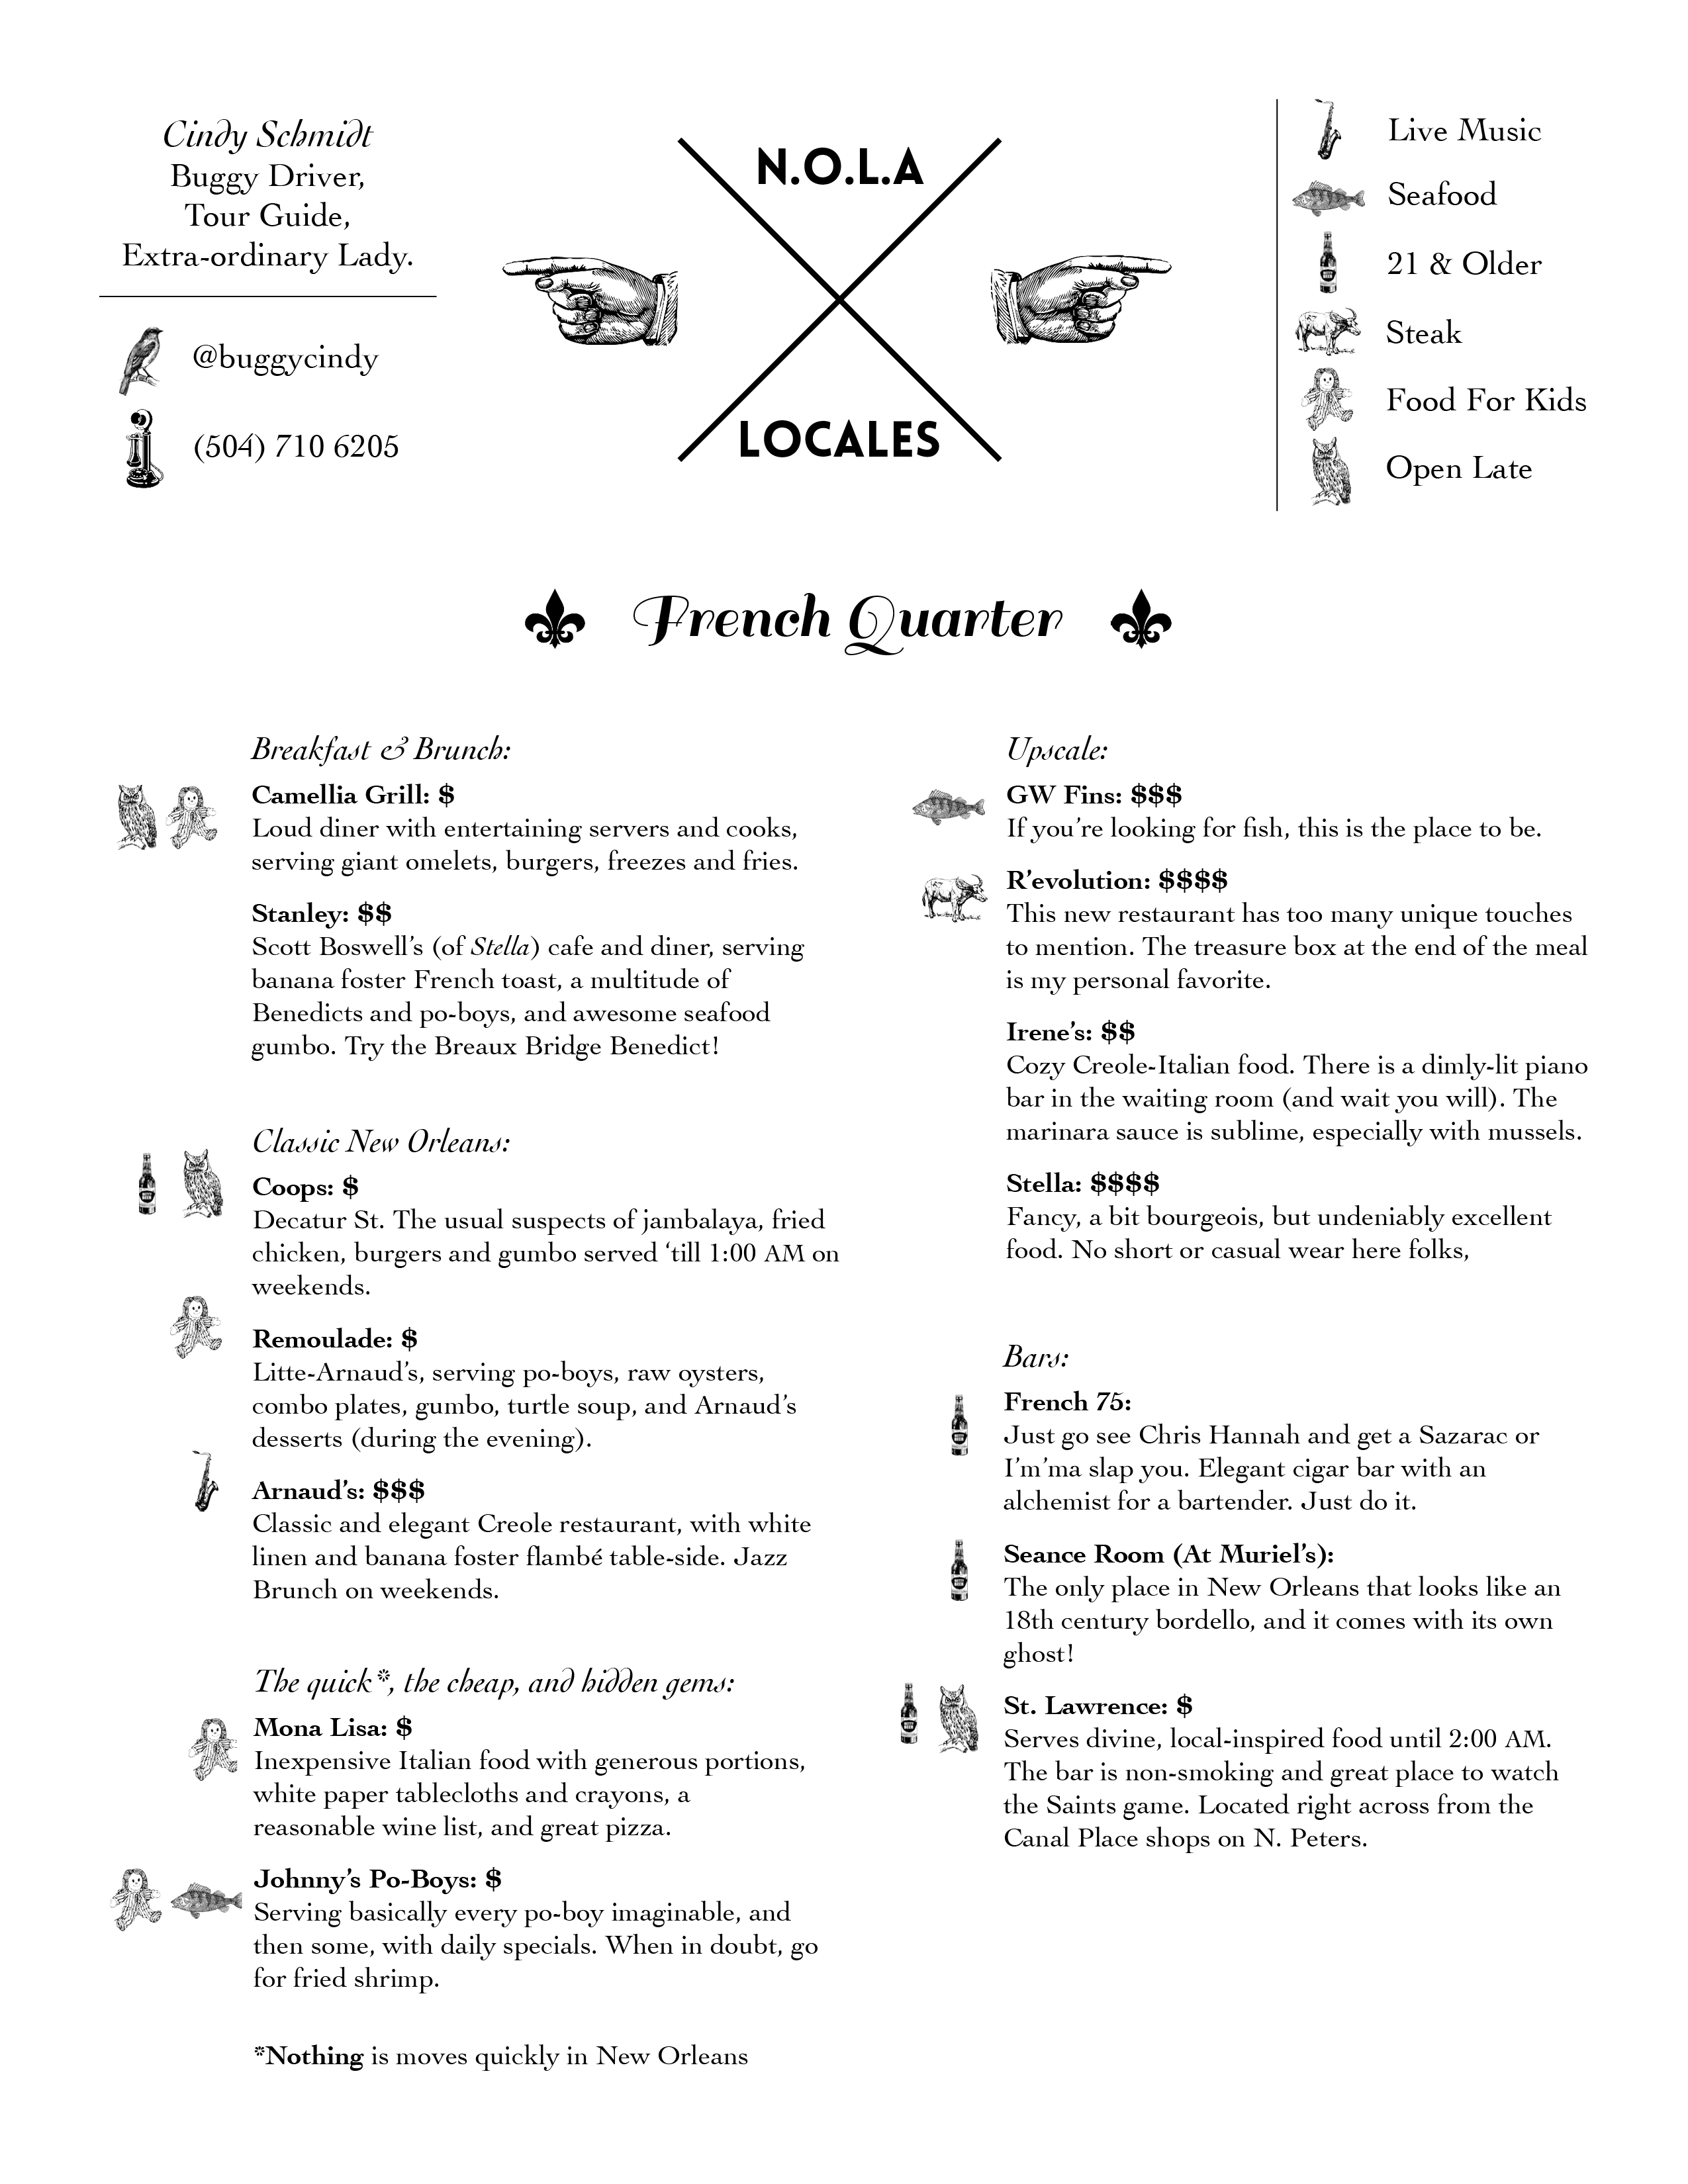 Cindy Schmidt
Buggy Driver,
Tour Guide,
Extra-ordinary Lady.
@buggycindy
(504) 710 6205
N.O.L.A
LOCALES
Live Music
Seafood
21 & Older
Steak
Food For Kids
Open Late
French Quarter
Breakfast & Brunch:
Camellia Grill: $
Loud diner with entertaining servers and cooks,
serving giant omelets, burgers, freezes and fries.
Stanley: $$
Scott Boswell’s (of Stella) cafe and diner, serving
banana foster French toast, a multitude of
Benedicts and po-boys, and awesome seafood
gumbo. Try the Breaux Bridge Benedict!
Classic New Orleans:
Coops: $
Decatur St. The usual suspects of jambalaya, fried
chicken, burgers and gumbo served ‘till 1:00 AM on
weekends.
Remoulade: $
Litte-Arnaud’s, serving po-boys, raw oysters,
combo plates, gumbo, turtle soup, and Arnaud’s
desserts (during the evening).
Arnaud’s: $$$
Classic and elegant Creole restaurant, with white
linen and banana foster flambé table-side. Jazz
Brunch on weekends.
The quick*, the cheap, and hidden gems:
Mona Lisa: $
Inexpensive Italian food with generous portions,
white paper tablecloths and crayons, a
reasonable wine list, and great pizza.
Johnny’s Po-Boys: $
Serving basically every po-boy imaginable, and
then some, with daily specials. When in doubt, go
for fried shrimp.
*Nothing is moves quickly in New Orleans
Upscale:
GW Fins: $$$
If you’re looking for fish, this is the place to be.
R’evolution: $$$$
This new restaurant has too many unique touches
to mention. The treasure box at the end of the meal
is my personal favorite.
Irene’s: $$
Cozy Creole-Italian food. There is a dimly-lit piano
bar in the waiting room (and wait you will). The
marinara sauce is sublime, especially with mussels.
Stella: $$$$
Fancy, a bit bourgeois, but undeniably excellent
food. No short or casual wear here folks,
Bars:
French 75:
Just go see Chris Hannah and get a Sazarac or
I’m’ma slap you. Elegant cigar bar with an
alchemist for a bartender. Just do it.
Seance Room (At Muriel’s):
The only place in New Orleans that looks like an
18th century bordello, and it comes with its own
ghost!
St. Lawrence: $
Serves divine, local-inspired food until 2:00 AM.
The bar is non-smoking and great place to watch
the Saints game. Located right across from the
Canal Place shops on N. Peters.